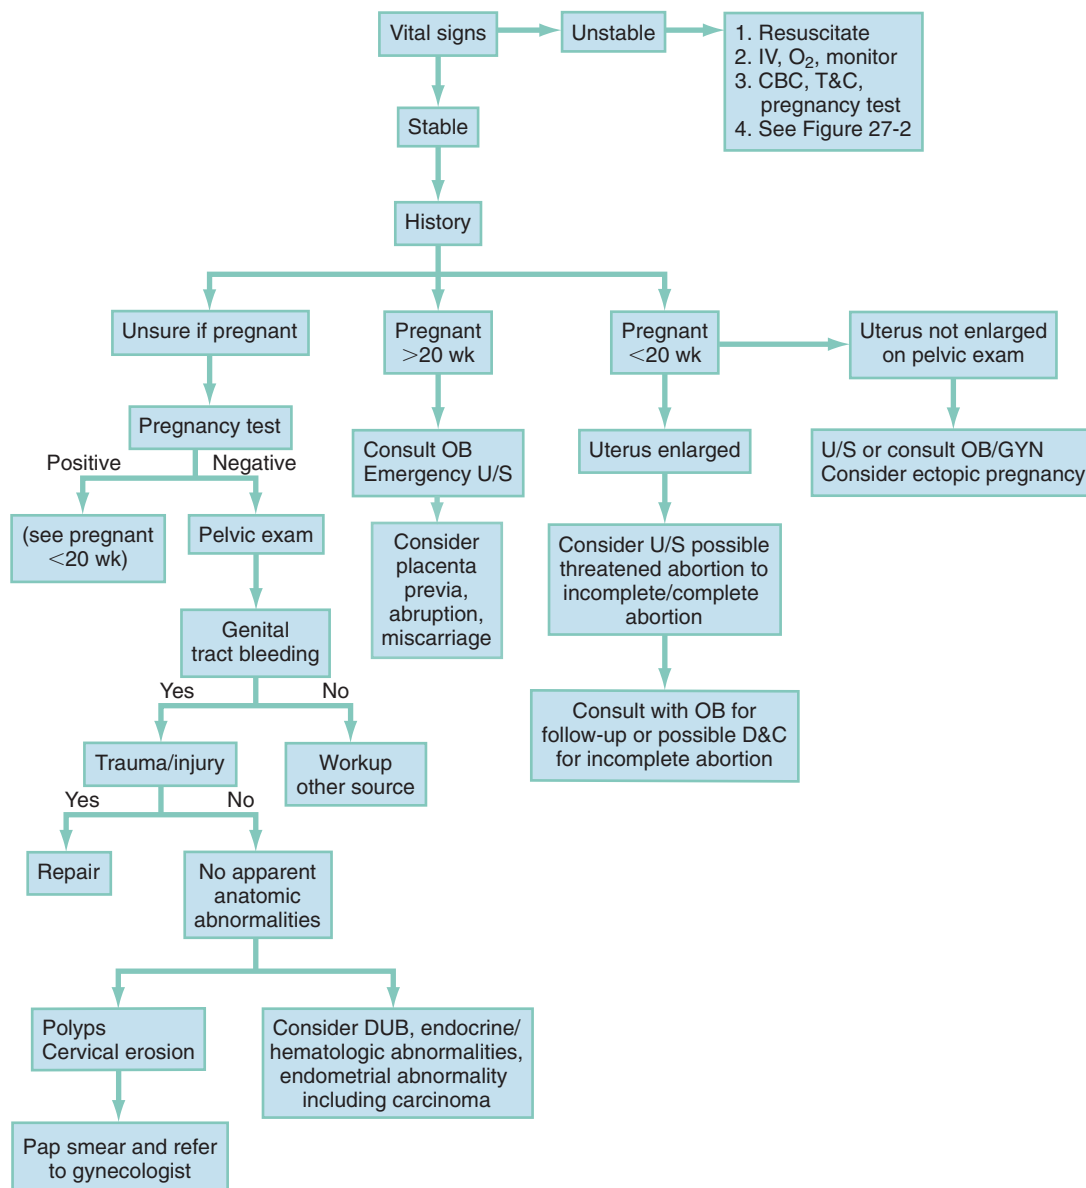 Vital signs
Unstable
1. Resuscitate
2. IV, O₂, monitor
3. CBC, T&C,
pregnancy test
4. See Figure 27-2
Stable
History
Unsure if pregnant
Pregnant
>20 wk
Pregnant
<20 wk
Uterus not enlarged
on pelvic exam
Pregnancy test
Consult OB
Emergency U/S
Uterus enlarged
U/S or consult OB/GYN
Consider ectopic pregnancy
Positive
Negative
(see pregnant
<20 wk)
Pelvic exam
Consider
placenta
previa,
abruption,
miscarriage
Consider U/S possible
threatened abortion to
incomplete/complete
abortion
Genital
tract bleeding
Yes
No
Consult with OB for
follow-up or possible D&C
for incomplete abortion
Trauma/injury
Workup
other source
Yes
No
Repair
No apparent
anatomic
abnormalities
Polyps
Cervical erosion
Consider DUB, endocrine/
hematologic abnormalities,
endometrial abnormality
including carcinoma
Pap smear and refer
to gynecologist